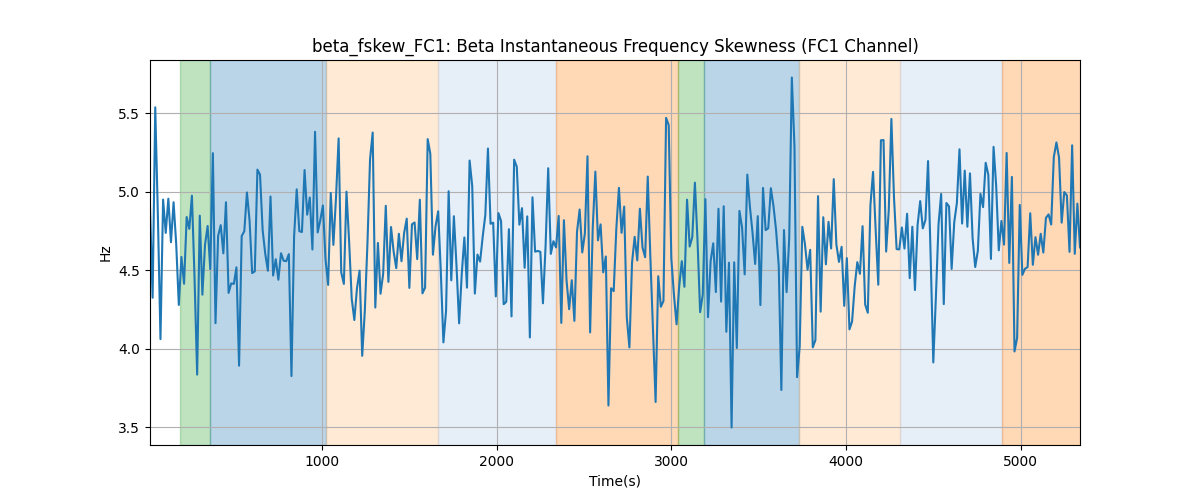 beta_fskew_FC1: Beta Instantaneous Frequency Skewness (FC1 Channel)
5.5
5.0
4.5
4.0
3.5
Hz
1000 2000 3000 4000 5000
Time(s)